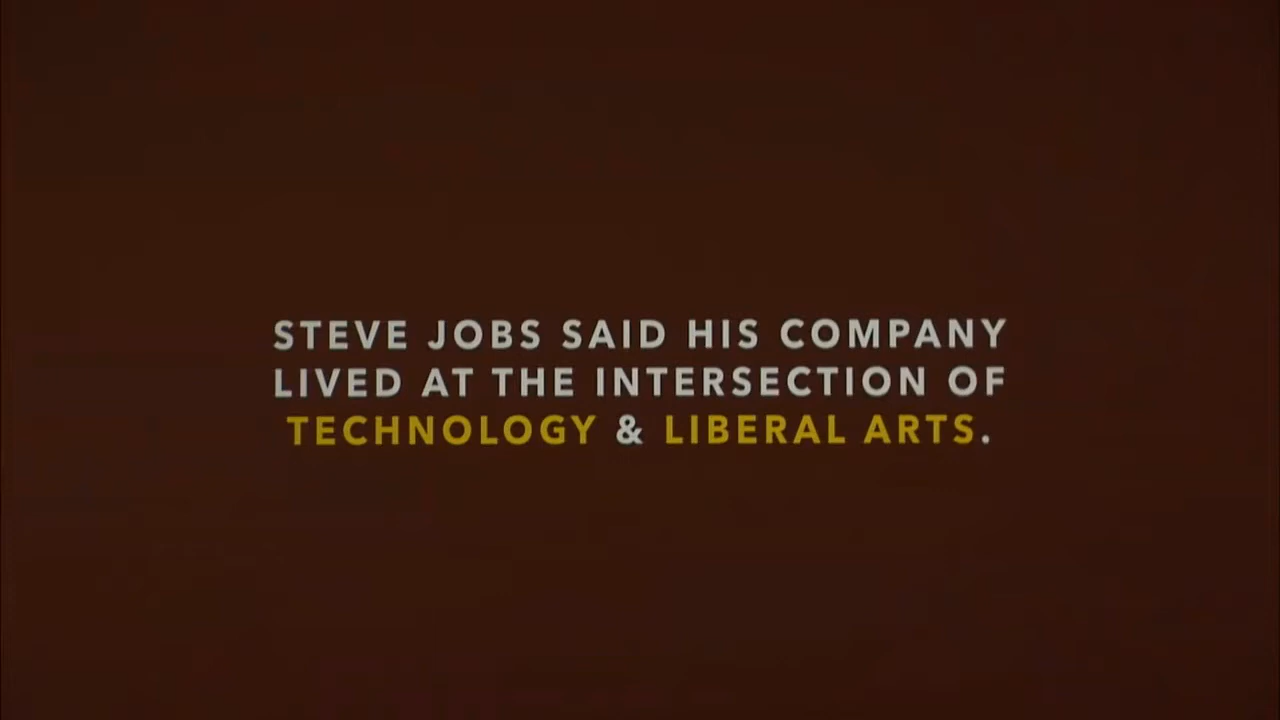 STEVE JOBS SAID HIS COMPANY
LIVED AT THE INTERSECTION OF
TECHNOLOGY & LIBERAL ARTS.